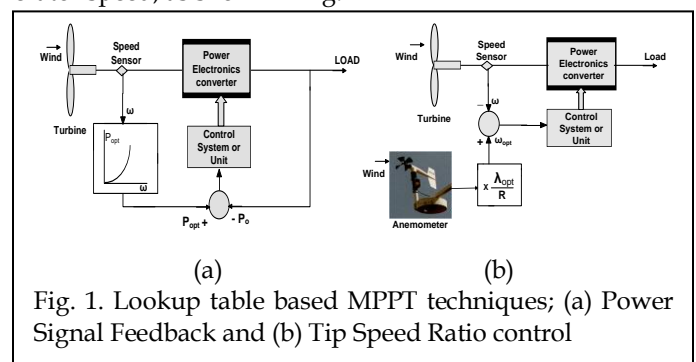 speed, as
Wind
Speed
Sensor
Power
Electronics
converter
LOAD
ω
Turbine
Popt
ω
Control
System or
Unit
Popt +
- Po
(a)
Wind
Speed
Sensor
Power
Electronics
converter
Load
ω
−
+
ωopt
Turbine
Control
System or
Unit
Wind
x λopt
R
Anemometer
(b)
Fig. 1. Lookup table based MPPT techniques; (a) Power
Signal Feedback and (b) Tip Speed Ratio control